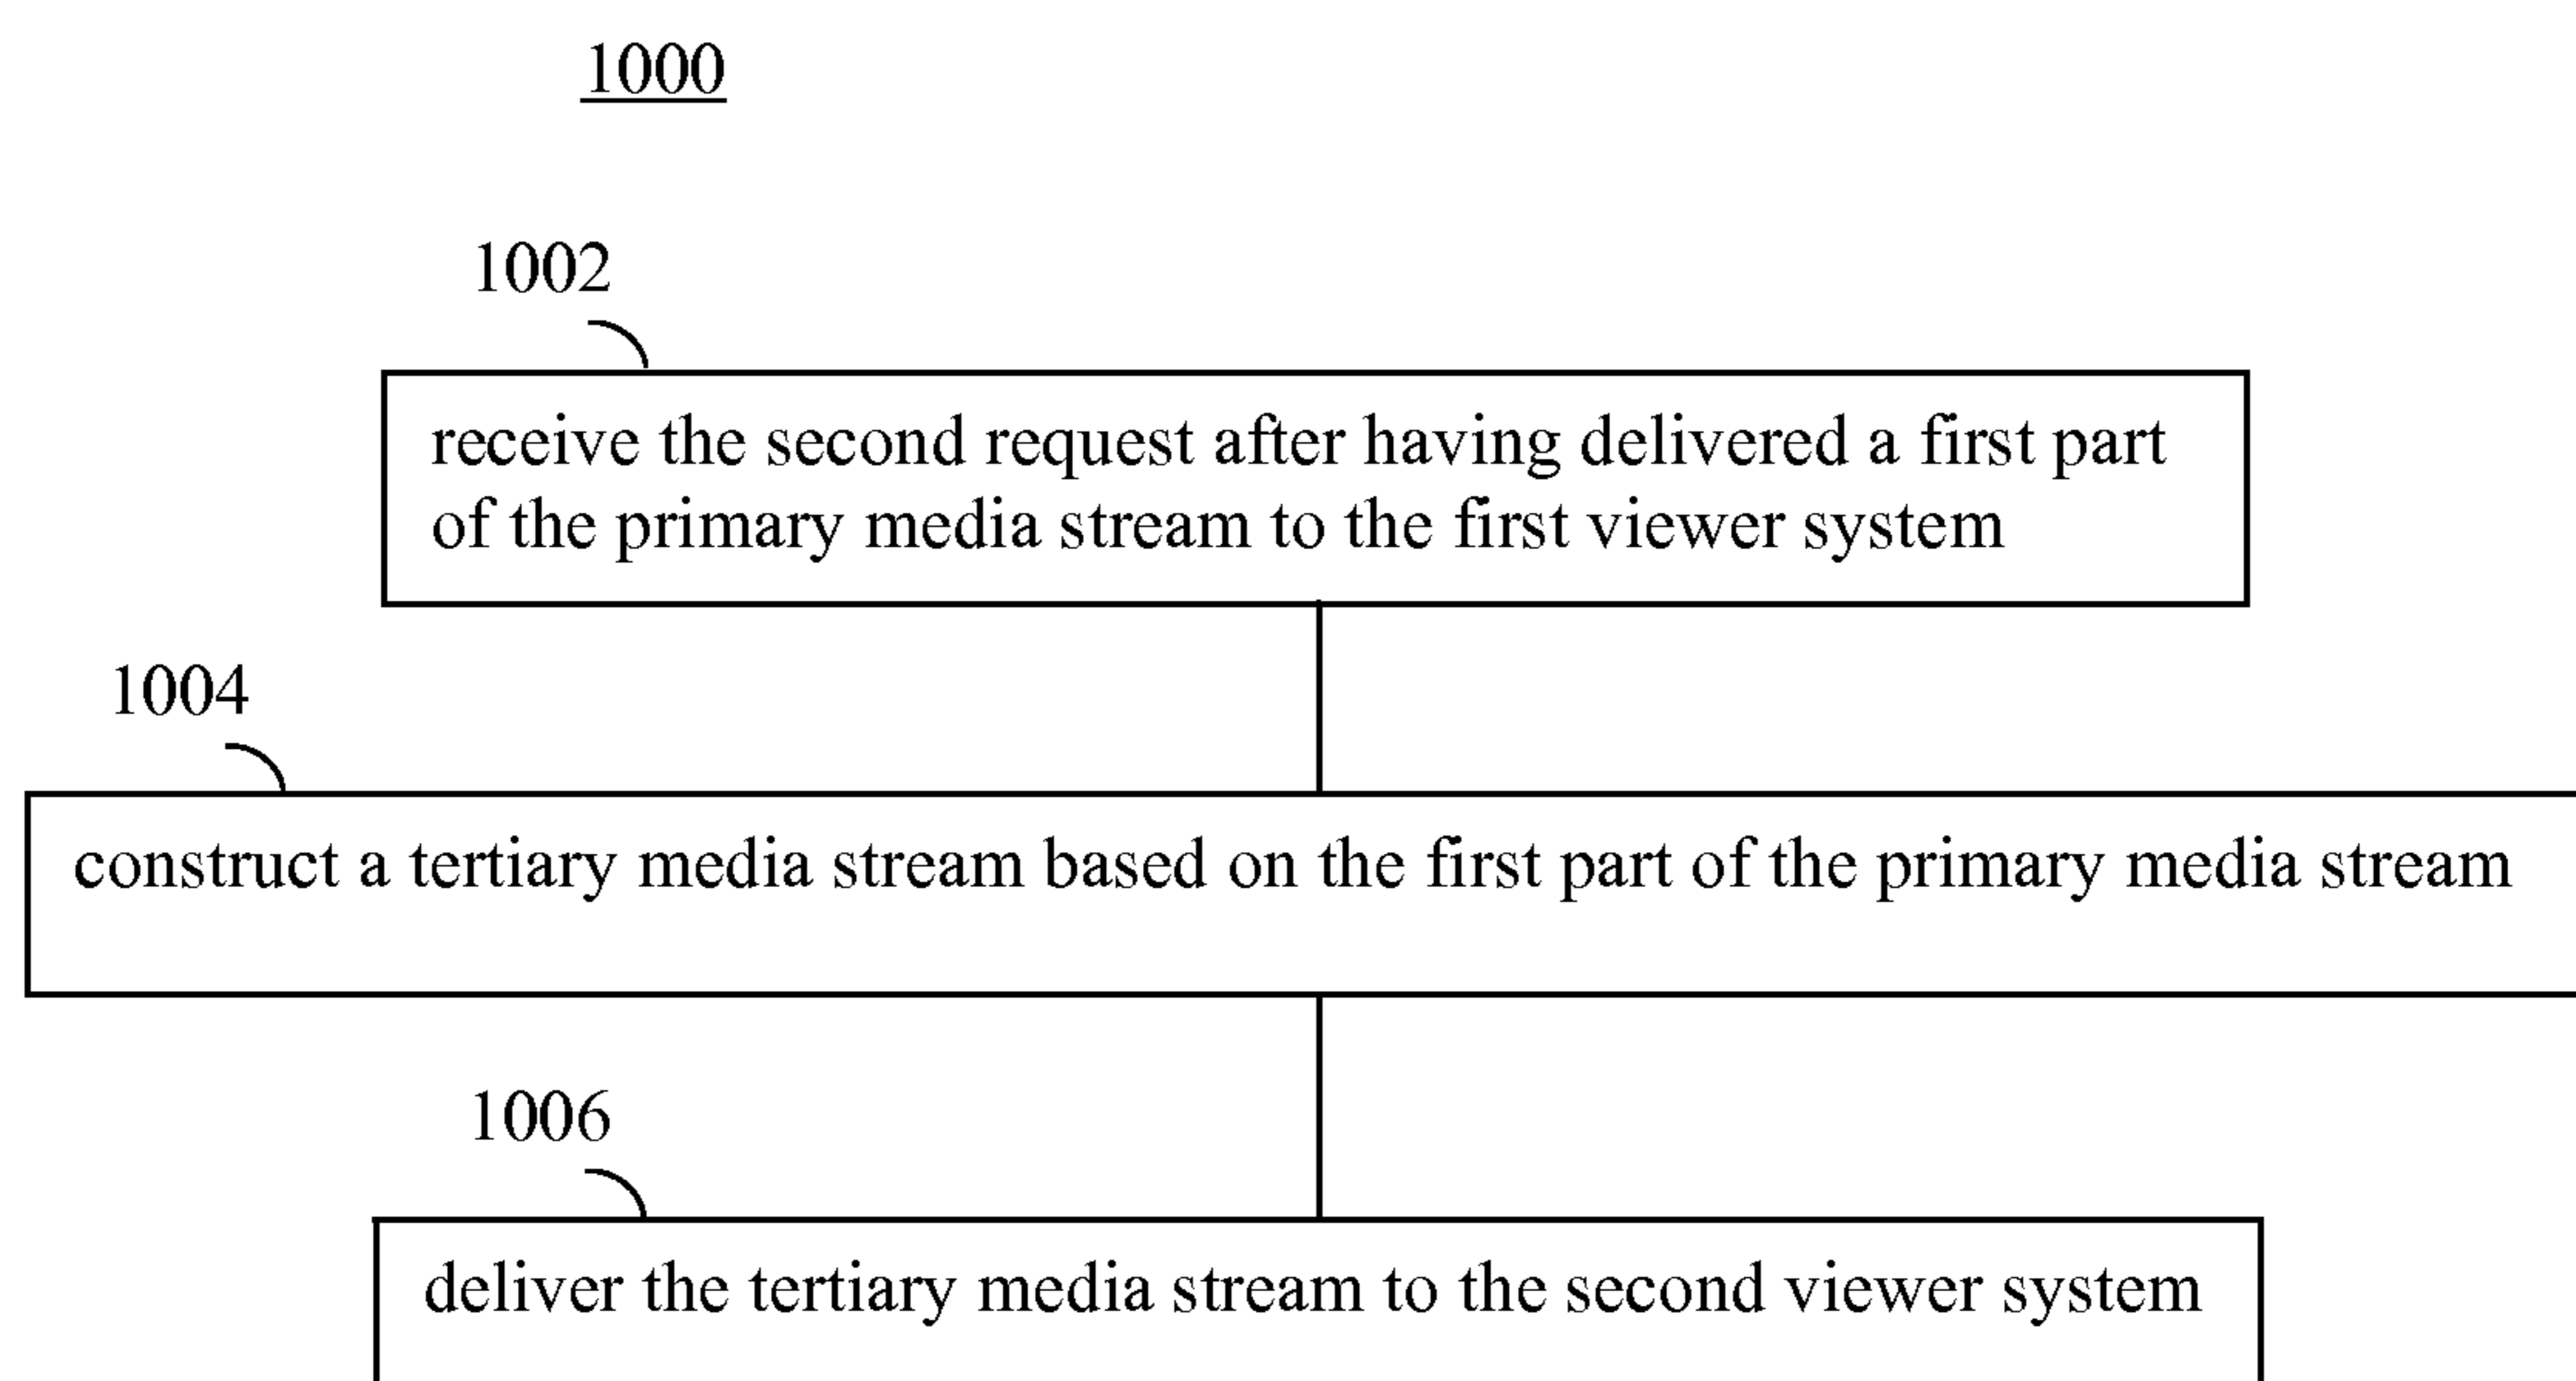 1000
1002
receive the second request after having delivered a first part
of the primary media stream to the first viewer system
1004
construct a tertiary media stream based on the first part of the primary media stream
1006
deliver the tertiary media stream to the second viewer system